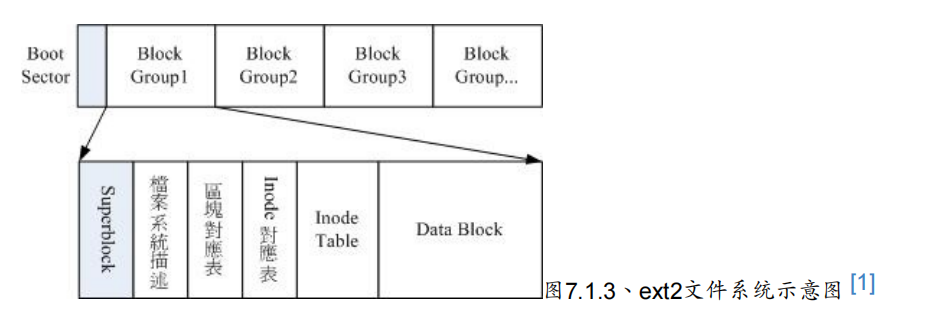 Boot
Sector
Block
Group1
Block
Group2
Block
Group3
Block
Group...
Superblock
檔案系統描述
區塊對應表
Inode 對應表
Inode
Table
Data Block
图7.1.3、ext2文件系统示意图 [1]